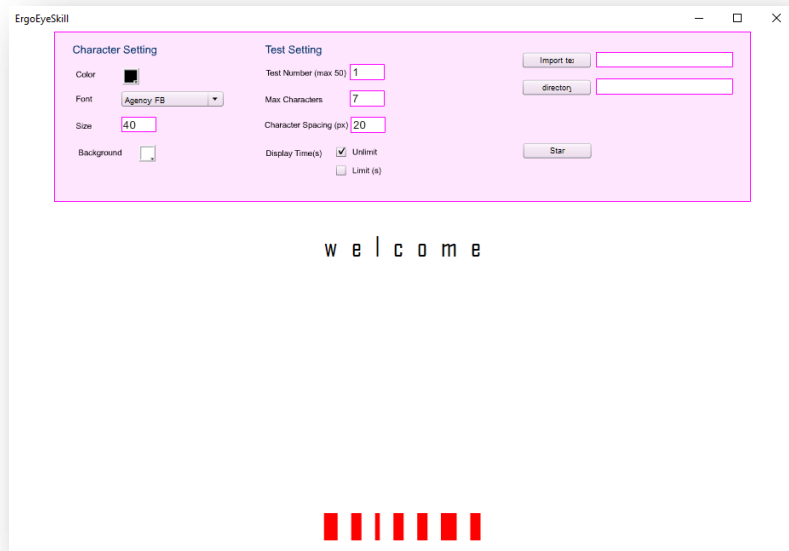 ErgoEyeSkill
Character Setting
Color
Font Agency FB
Size 40
Background
Test Setting
Test Number (max 50) 1
Max Characters 7
Character Spacing (px) 20
Display Time(s) Unlimit
Limit (s)
Import te
director
Star
w e l c o m e